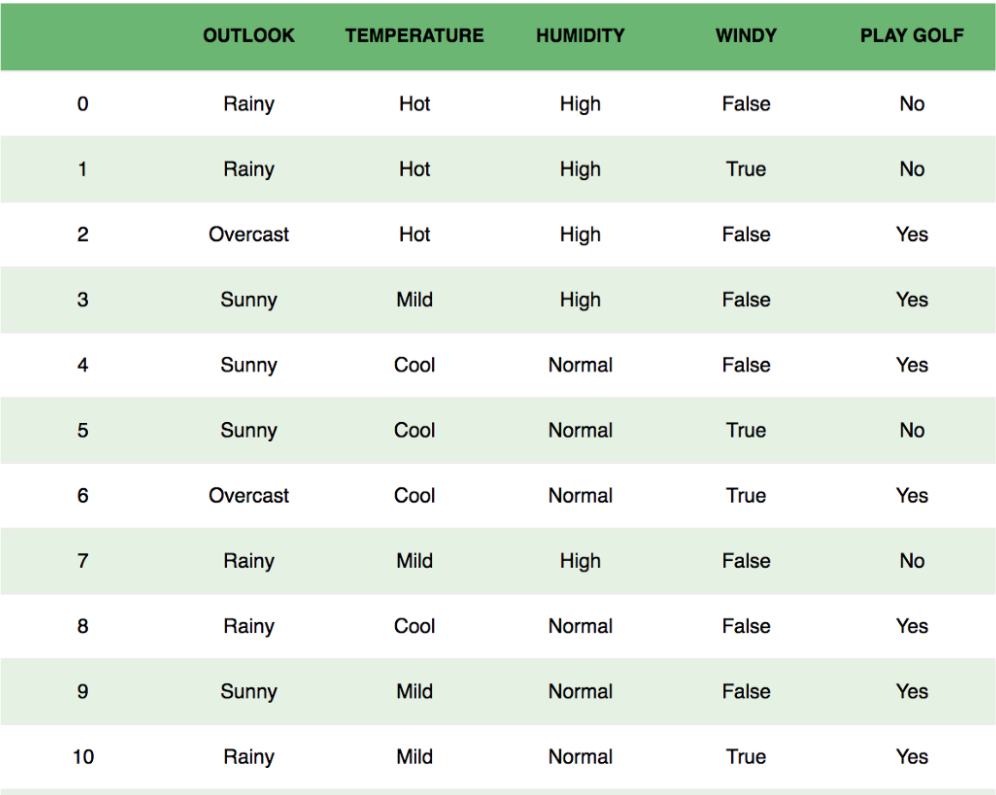 OUTLOOK TEMPERATURE HUMIDITY WINDY PLAY GOLF
0 Rainy Hot High False No
1 Rainy Hot High True No
2 Overcast Hot High False Yes
3 Sunny Mild High False Yes
4 Sunny Cool Normal False Yes
5 Sunny Cool Normal True No
6 Overcast Cool Normal True Yes
7 Rainy Mild High False No
8 Rainy Cool Normal False Yes
9 Sunny Mild Normal False Yes
10 Rainy Mild Normal True Yes